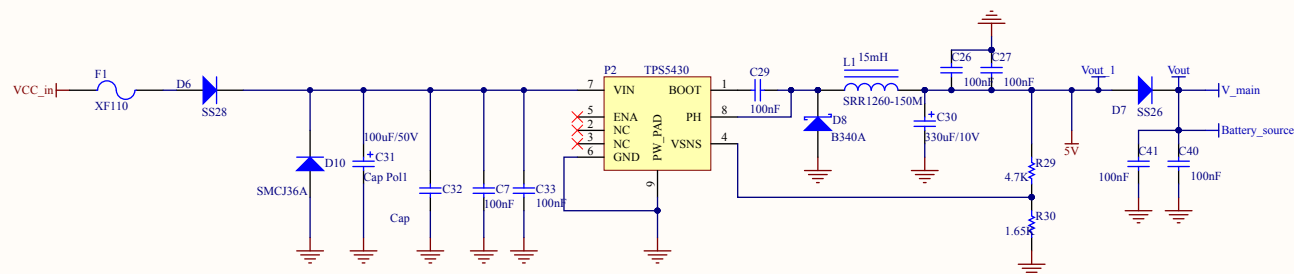 C26
C27
100nF
100nF
F1
XF110
VCC_in
D6
SS28
P2
TPS5430
7
VIN
BOOT
1
5
ENA
PH
8
2
NC
3
NC
VSNS
4
6
GND
PW_PAD
9
C29
100nF
L1
15mH
SRR1260-150M
D8
B340A
C30
330uF/10V
Vout_1
Vout
D7
SS26
V_main
Battery_source
5V
C41
C40
100nF
100nF
R29
4.7K
R30
1.65K
D10
SMCJ36A
100uF/50V
C31
Cap Pol1
C32
Cap
C7
100nF
C33
100nF